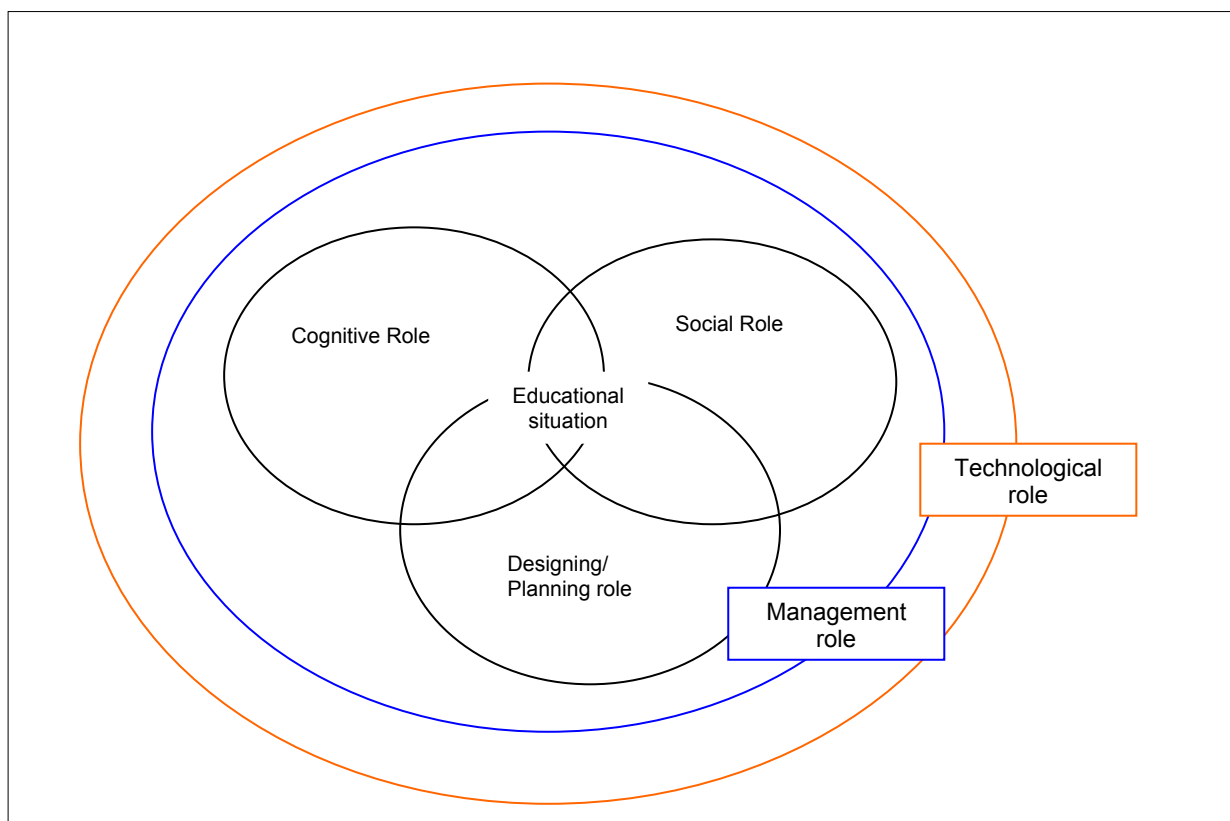 Cognitive Role
Social Role
Educational
situation
Technological
role
Designing/
Planning role
Management
role